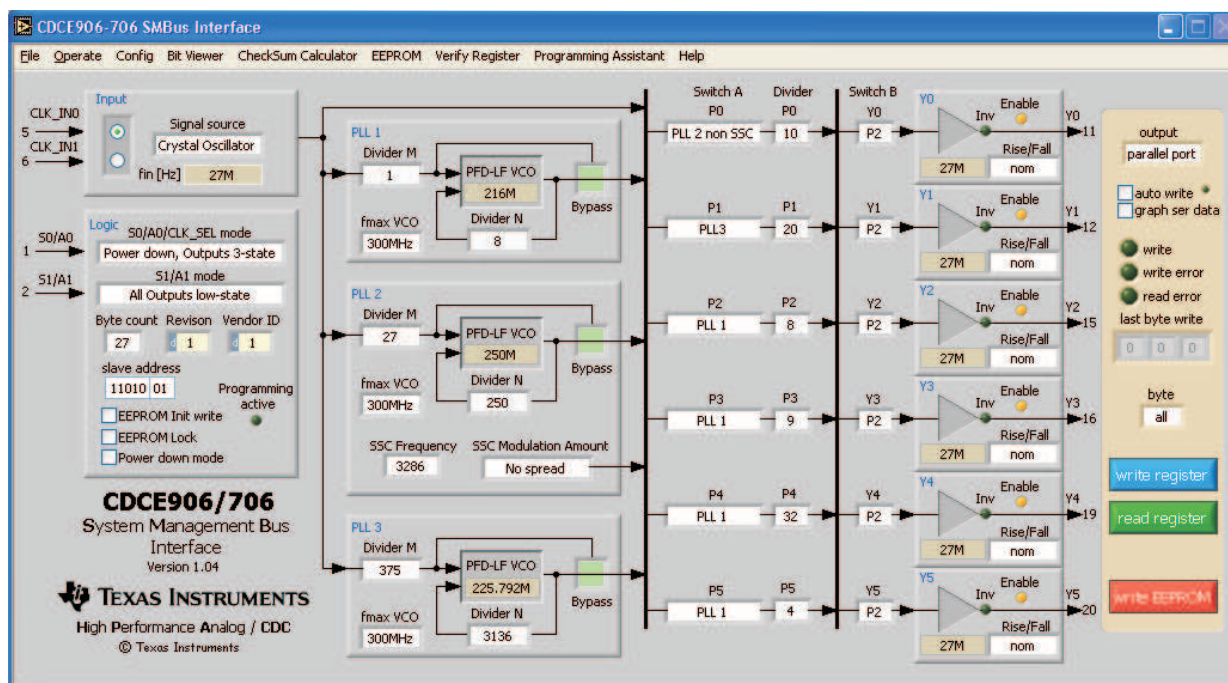 CDCE906-706 SMBus Interface
File Operate Config Bit Viewer CheckSum Calculator EEPROM Verify Register Programming Assistant Help
Input
CLK_IN0
5
CLK_IN1
6
Signal source
Crystal Oscillator
fin [Hz] 27M
Logic
S0/A0
1
S0/A0/CLK_SEL mode
Power down, Outputs 3-state
S1/A1
2
S1/A1 mode
All Outputs low-state
Byte count Revison Vendor ID
27 d 1 d 1
slave address
11010 01
Programming
active
EEPROM Init write
EEPROM Lock
Power down mode
CDCE906/706
System Management Bus
Interface
Version 1.04
TEXAS INSTRUMENTS
High Performance Analog / CDC
© Texas Instruments
PLL 1
Divider M
1
PFD-LF VCO
216M
Bypass
fmax VCO
300MHz
Divider N
8
PLL 2
Divider M
27
PFD-LF VCO
250M
Bypass
fmax VCO
300MHz
Divider N
250
SSC Frequency
3286
SSC Modulation Amount
No spread
PLL 3
Divider M
375
PFD-LF VCO
225.792M
Bypass
fmax VCO
300MHz
Divider N
3136
Switch A Divider Switch B
P0 P0 Y0
PLL 2 non SSC 10 P2
P1 P1 Y1
PLL3 20 P2
P2 P2 Y2
PLL 1 8 P2
P3 P3 Y3
PLL 1 9 P2
P4 P4 Y4
PLL 1 32 P2
P5 P5 Y5
PLL 1 4 P2
Y0
Enable
Inv
Y0
11
Rise/Fall
27M nom
Y1
Enable
Inv
Y1
12
Rise/Fall
27M nom
Y2
Enable
Inv
Y2
15
Rise/Fall
27M nom
Y3
Enable
Inv
Y3
16
Rise/Fall
27M nom
Y4
Enable
Inv
Y4
19
Rise/Fall
27M nom
Y5
Enable
Inv
Y5
20
Rise/Fall
27M nom
output
parallel port
auto write
graph ser data
write
write error
read error
last byte write
0 0 0
byte
all
write register
read register
write EEPROM